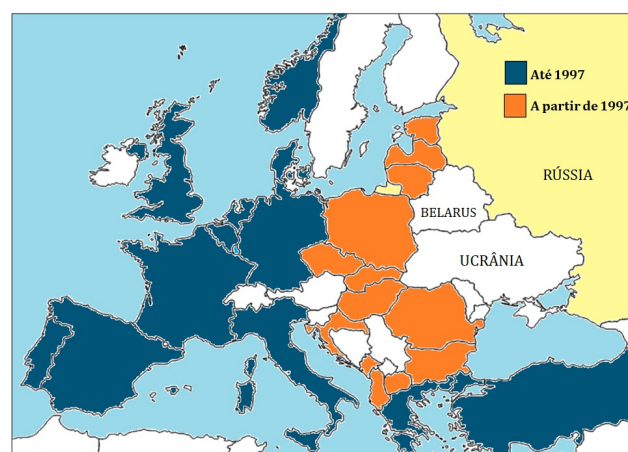 Até 1997
A partir de 1997
RÚSSIA
BELARUS
UCRÂNIA